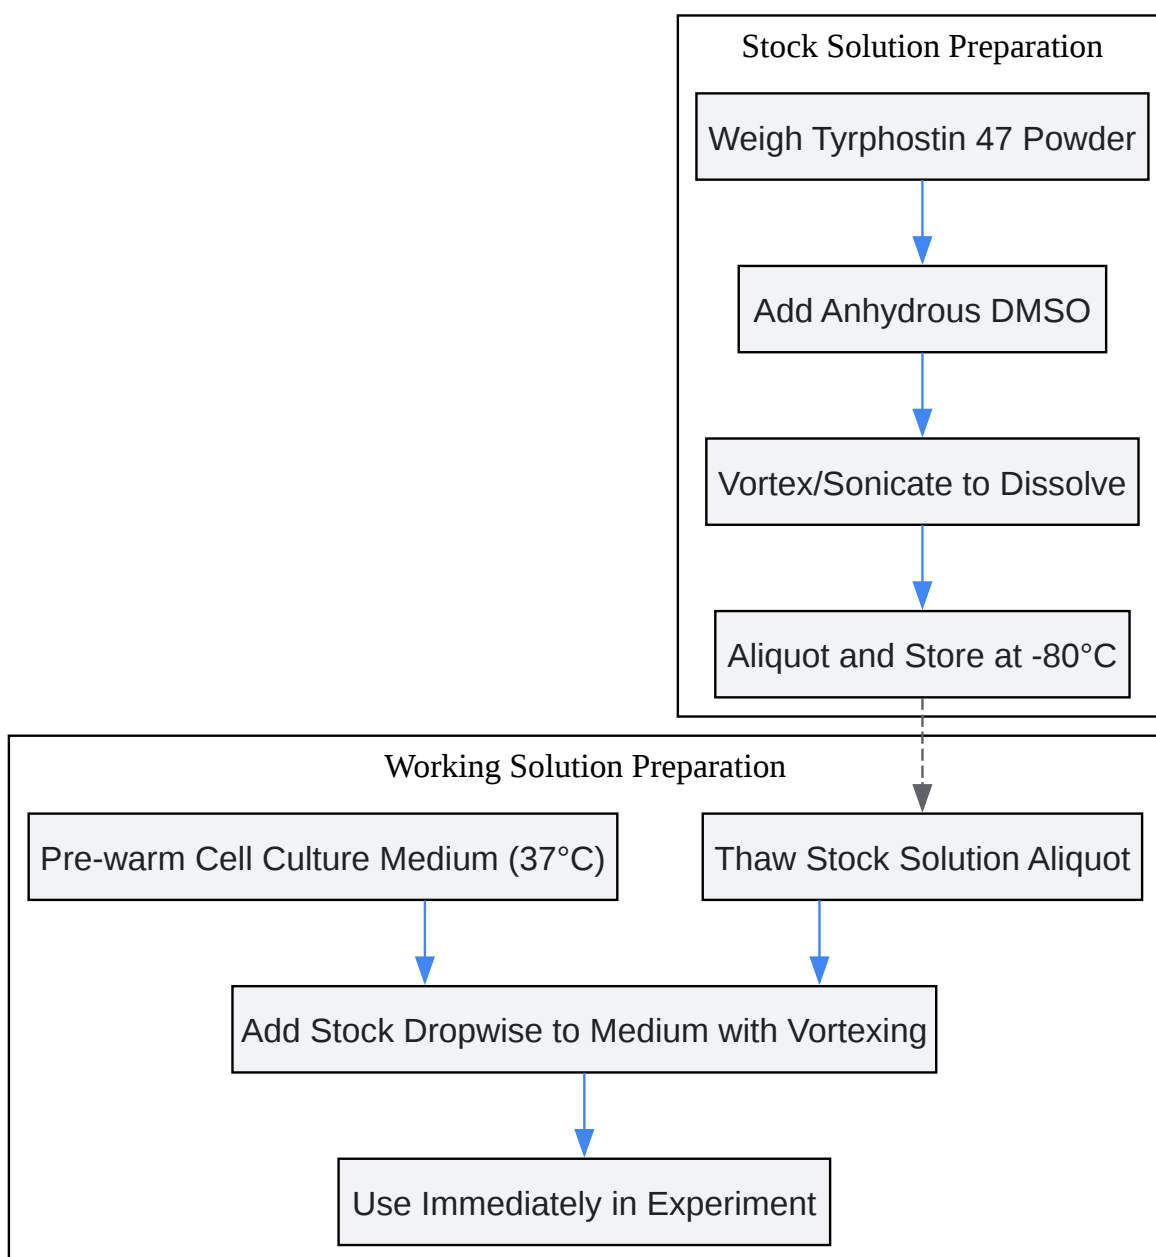 Stock Solution Preparation
Weigh Tyrphostin 47 Powder
Add Anhydrous DMSO
Vortex/Sonicate to Dissolve
Aliquot and Store at -80°C
Working Solution Preparation
Pre-warm Cell Culture Medium (37°C)
Thaw Stock Solution Aliquot
Add Stock Dropwise to Medium with Vortexing
Use Immediately in Experiment